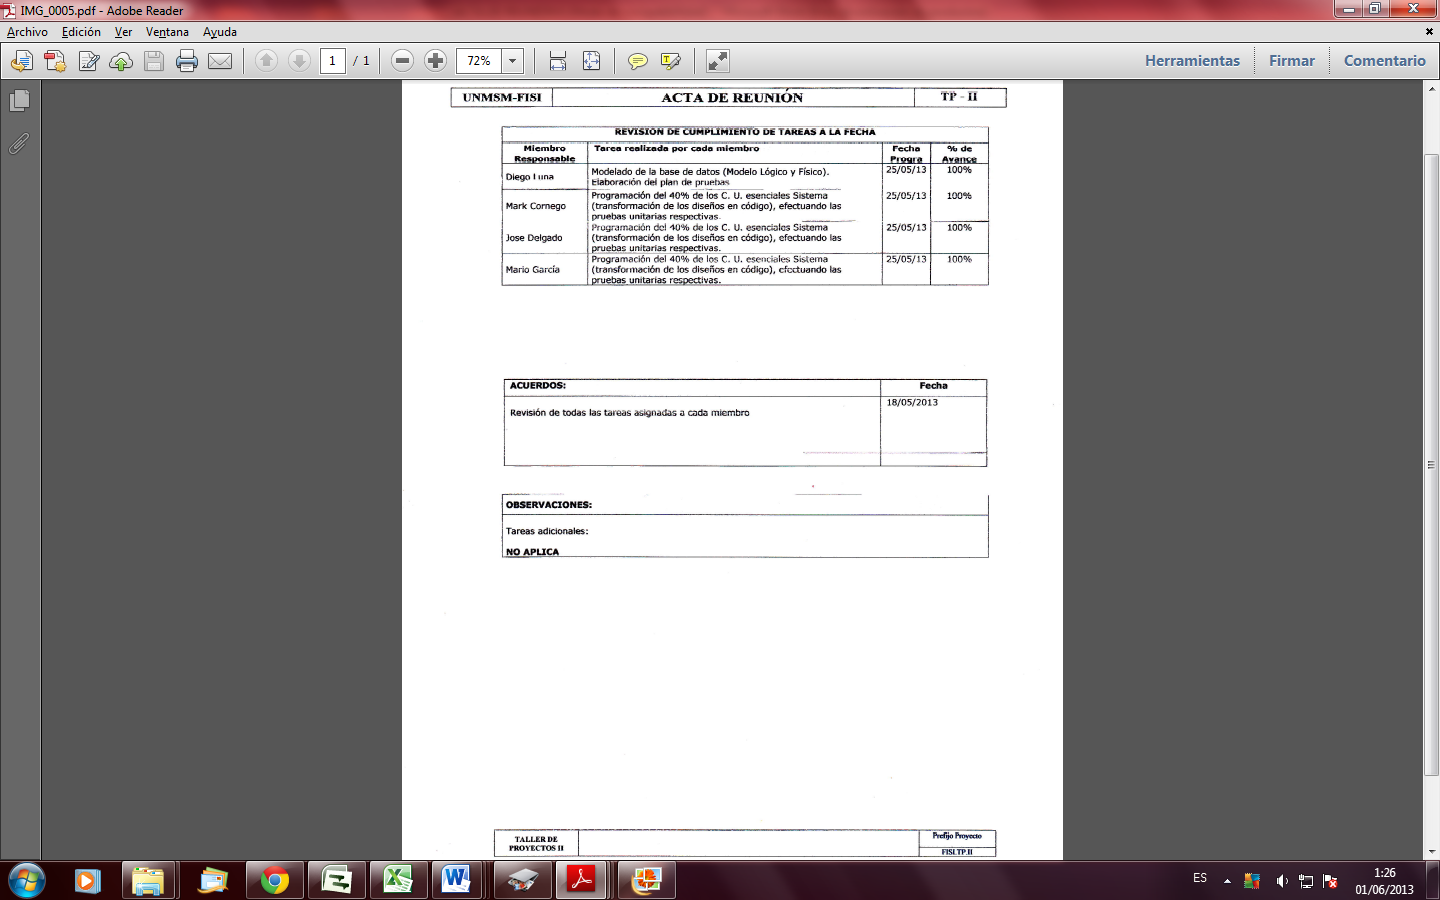 IMG_0005.pdf - Adobe Reader
Archivo Edición Ver Ventana Ayuda
1 / 1 72% Herramientas Firmar Comentario
UNMSM-FISI ACTA DE REUNIÓN TP - II
REVISION DE CUMPLIMIENTO DE TAREAS A LA FECHA
Miembro Responsable Tarea realizada por cada miembro Fecha Progra % de Avance
Diego Luna Modelado de la base de datos (Modelo Lógico y Físico). 25/05/13 100%
Elaboración del plan de pruebas
Mark Cornego Programación del 40% de los C. U. esenciales Sistema 25/05/13 100%
(transformación de los diseños en código), efectuando las
pruebas unitarias respectivas.
Jose Delgado Programación del 40% de los C. U. esenciales Sistema 25/05/13 100%
(transformación de los diseños en código), efectuando las
pruebas unitarias respectivas.
Mario García Programación del 40% de los C. U. esenciales Sistema 25/05/13 100%
(transformación de los diseños en código), efectuando las
pruebas unitarias respectivas.
ACUERDOS: Fecha
18/05/2013
Revisión de todas las tareas asignadas a cada miembro
OBSERVACIONES:
Tareas adicionales:
NO APLICA
TALLER DE PROYECTOS II Prefijo Proyecto
FISI.TP.II
ES 1:26
01/06/2013